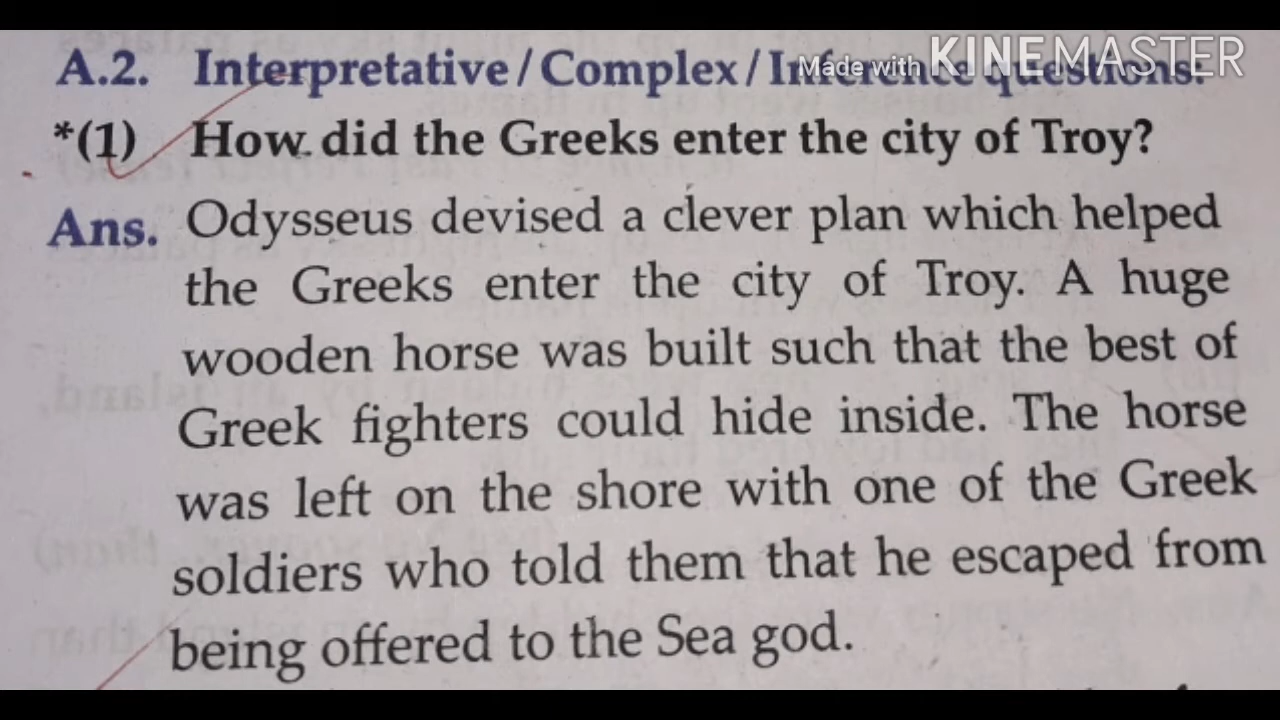 A.2. Interpretative/Complex/Inference questions.
Made with KINEMASTER
*(1) How did the Greeks enter the city of Troy?
Ans. Odysseus devised a clever plan which helped
the Greeks enter the city of Troy. A huge
wooden horse was built such that the best of
Greek fighters could hide inside. The horse
was left on the shore with one of the Greek
soldiers who told them that he escaped from
being offered to the Sea god.